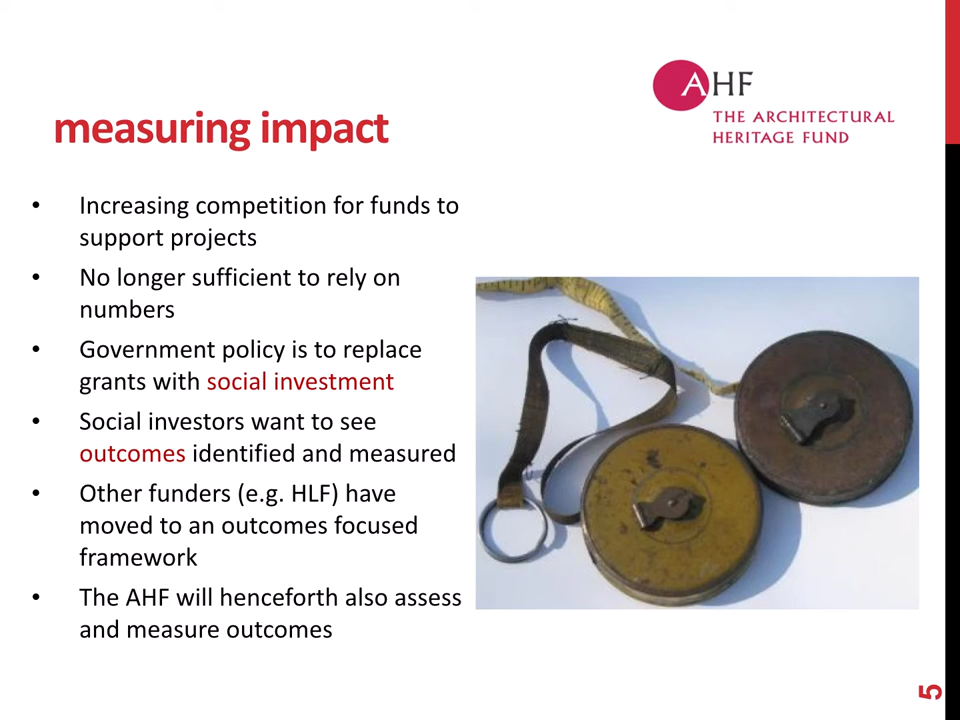 AHF
THE ARCHITECTURAL
HERITAGE FUND
measuring impact
• Increasing competition for funds to
support projects
• No longer sufficient to rely on
numbers
• Government policy is to replace
grants with social investment
• Social investors want to see
outcomes identified and measured
• Other funders (e.g. HLF) have
moved to an outcomes focused
framework
• The AHF will henceforth also assess
and measure outcomes
5